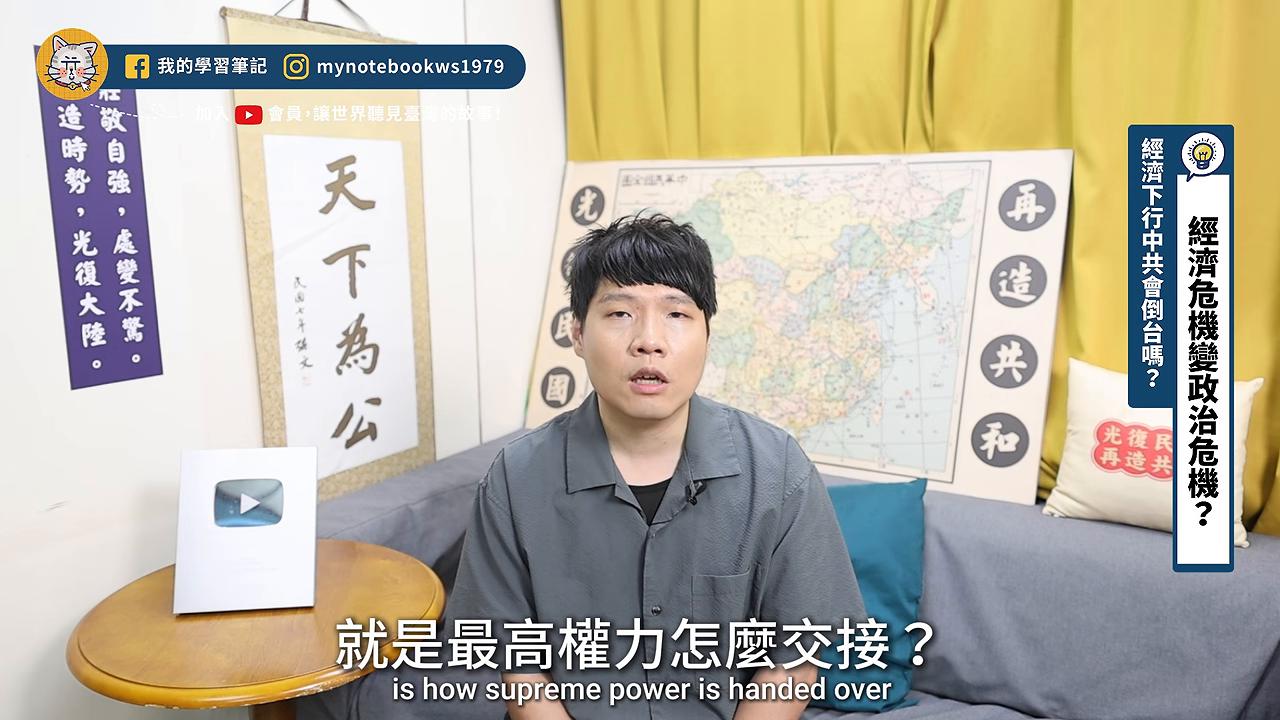 我的學習筆記
mynotebookws1979
加入 會員，讓世界聽見臺灣的故事！
莊敬自強，處變不驚。
造時勢，光復大陸。
天下為公
民國七年 孫文
中華民國全圖
光
民
國
再造共和
光復民
再造共
經濟危機變政治危機？
經濟下行中共會倒台嗎？
就是最高權力怎麼交接？
is how supreme power is handed over